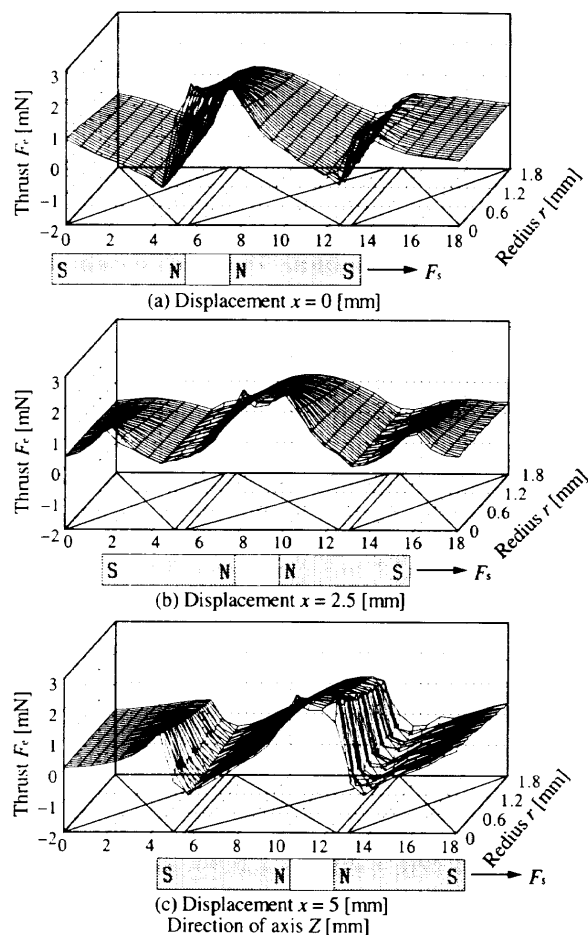 3
2
1
0
−1
−2
Thrust Fe [mN]
0 2 4 6 8 10 12 14 16 18
0
0.6
1.2
1.8
Redius r [mm]
S N N S Fs
(a) Displacement x = 0 [mm]
3
2
1
0
−1
−2
Thrust Fe [mN]
0 2 4 6 8 10 12 14 16 18
0
0.6
1.2
1.8
Redius r [mm]
S N N S Fs
(b) Displacement x = 2.5 [mm]
3
2
1
0
−1
−2
Thrust Fe [mN]
0 2 4 6 8 10 12 14 16 18
0
0.6
1.2
1.8
Redius r [mm]
S N N S Fs
(c) Displacement x = 5 [mm]
Direction of axis Z [mm]